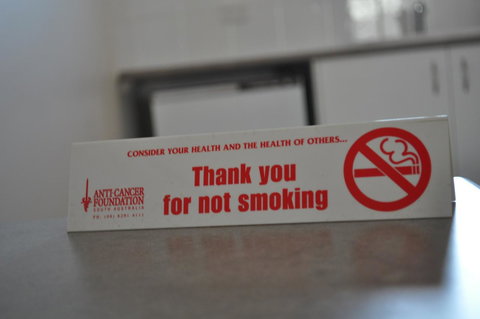 CONSIDER YOUR HEALTH AND THE HEALTH OF OTHERS...
Thank you
for not smoking
ANTI-CANCER
FOUNDATION
SOUTH AUSTRALIA